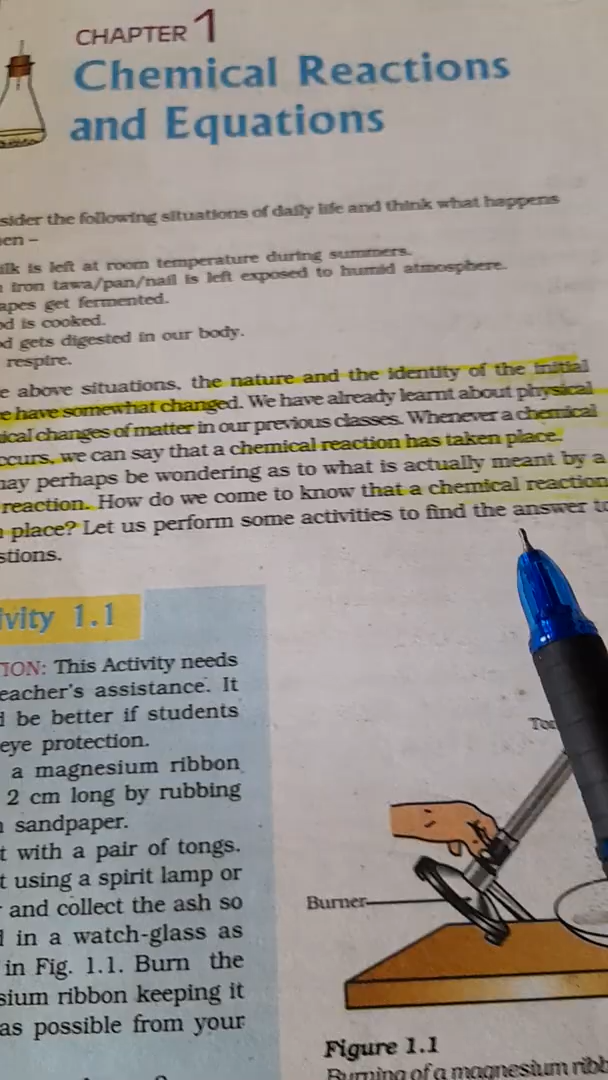 CHAPTER 1
Chemical Reactions
and Equations
sider the following situations of daily life and think what happens
en –
ilk is left at room temperature during summers.
iron tawa/pan/nail is left exposed to humid atmosphere.
apes get fermented.
d is cooked.
d gets digested in our body.
respire.
e above situations, the nature and the identity of the initial
e have somewhat changed. We have already learnt about physical
ical changes of matter in our previous classes. Whenever a chemical
ccurs, we can say that a chemical reaction has taken place.
may perhaps be wondering as to what is actually meant by a
reaction. How do we come to know that a chemical reaction
place? Let us perform some activities to find the answer to
stions.
ivity 1.1
ION: This Activity needs
eacher's assistance. It
d be better if students
eye protection.
a magnesium ribbon
2 cm long by rubbing
sandpaper.
t with a pair of tongs.
t using a spirit lamp or
and collect the ash so
d in a watch-glass as
in Fig. 1.1. Burn the
sium ribbon keeping it
as possible from your
Burner
Figure 1.1
Burning of a magnesium ribb